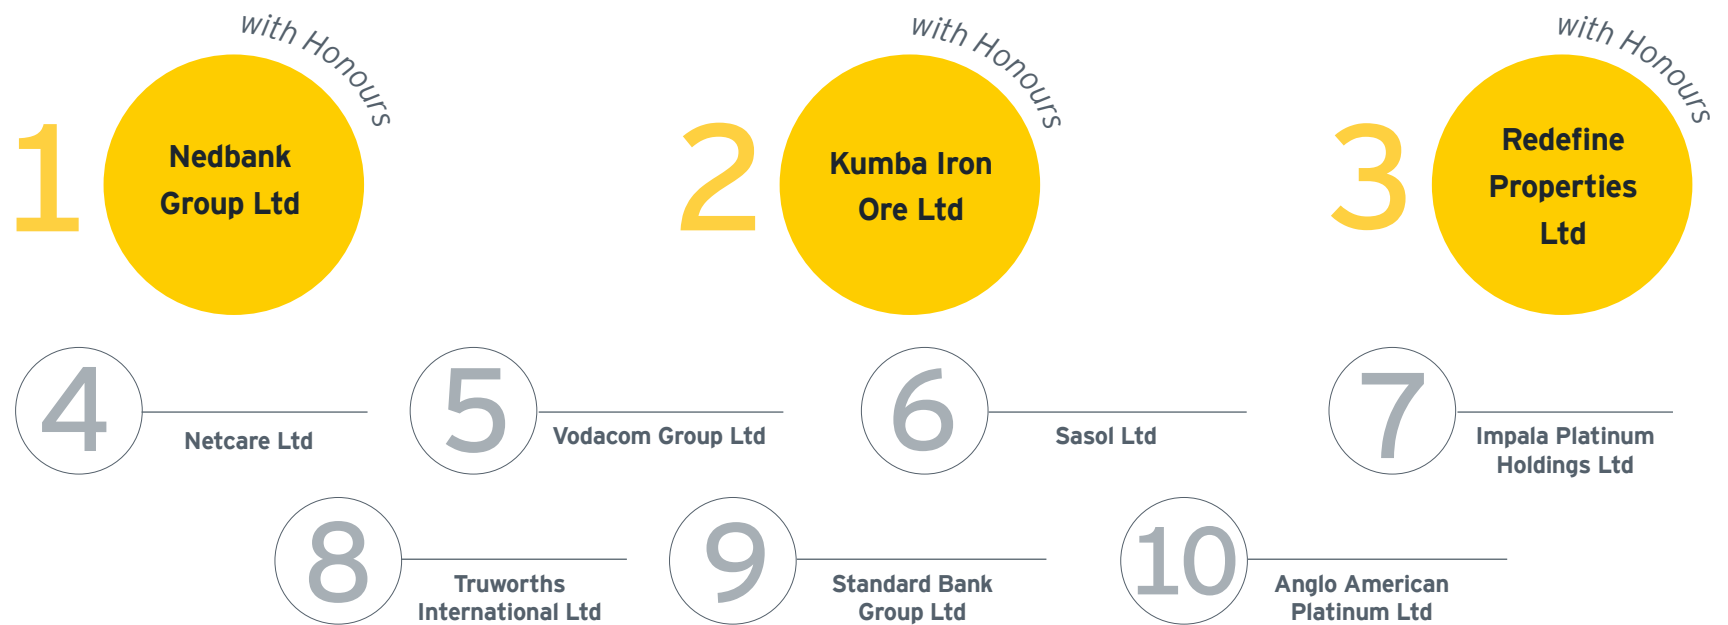 with Honours
1
Nedbank
Group Ltd
with Honours
2
Kumba Iron
Ore Ltd
with Honours
3
Redefine
Properties
Ltd
4
Netcare Ltd
5
Vodacom Group Ltd
6
Sasol Ltd
7
Impala Platinum
Holdings Ltd
8
Truworths
International Ltd
9
Standard Bank
Group Ltd
10
Anglo American
Platinum Ltd